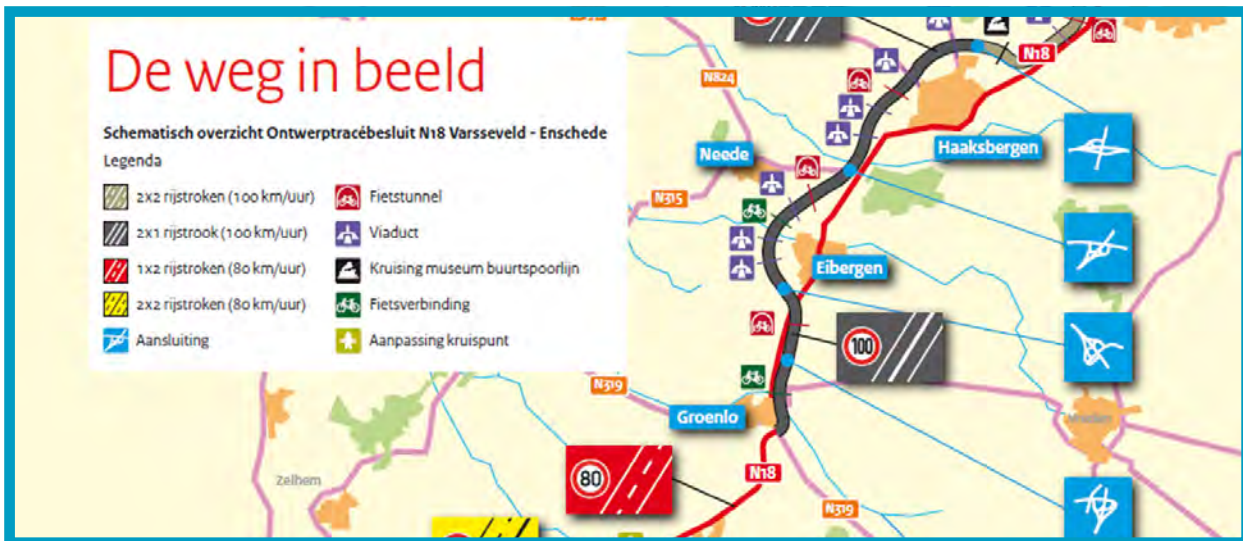 De weg in beeld
Schematisch overzicht Ontwerptracébesluit N18 Varsseveld - Enschede
Legenda
2x2 rijstroken (100 km/uur)
Fietstunnel
2x1 rijstrook (100 km/uur)
Viaduct
1x2 rijstroken (80 km/uur)
Kruising museum buurtspoorlijn
2x2 rijstroken (80 km/uur)
Fietsverbinding
Aansluiting
Aanpassing kruispunt
N18
N824
Haaksbergen
Neede
N315
Eibergen
100
N319
Groenlo
N18
80
Zelhem
N319